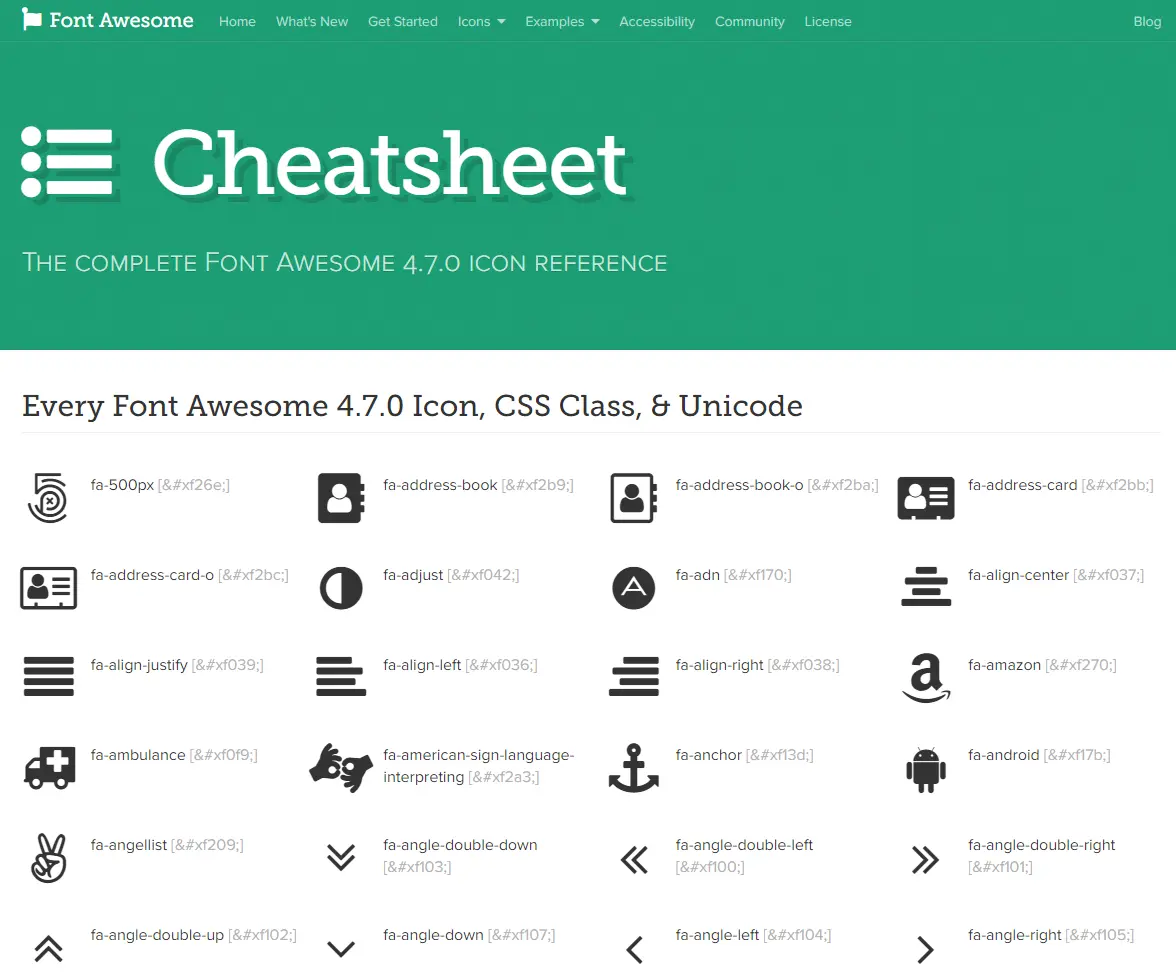 Font Awesome Home What's New Get Started Icons Examples Accessibility Community License Blog
Cheatsheet
The complete Font Awesome 4.7.0 icon reference
Every Font Awesome 4.7.0 Icon, CSS Class, & Unicode
fa-500px [&#xf26e;] fa-address-book [&#xf2b9;] fa-address-book-o [&#xf2ba;] fa-address-card [&#xf2bb;]
fa-address-card-o [&#xf2bc;] fa-adjust [&#xf042;] fa-adn [&#xf170;] fa-align-center [&#xf037;]
fa-align-justify [&#xf039;] fa-align-left [&#xf036;] fa-align-right [&#xf038;] fa-amazon [&#xf270;]
fa-ambulance [&#xf0f9;] fa-american-sign-language-
interpreting [&#xf2a3;] fa-anchor [&#xf13d;] fa-android [&#xf17b;]
fa-angellist [&#xf209;] fa-angle-double-down
[&#xf103;] fa-angle-double-left
[&#xf100;] fa-angle-double-right
[&#xf101;]
fa-angle-double-up [&#xf102;] fa-angle-down [&#xf107;] fa-angle-left [&#xf104;] fa-angle-right [&#xf105;]